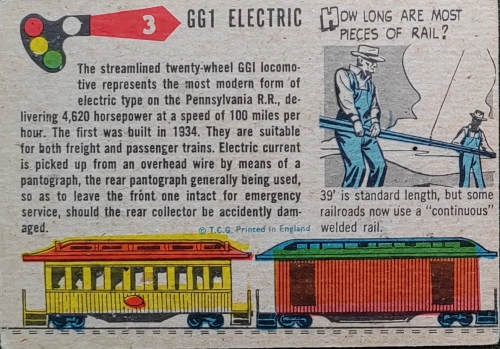 3
GG1 ELECTRIC
The streamlined twenty-wheel GGI locomo-
tive represents the most modern form of
electric type on the Pennsylvania R.R., de-
livering 4,620 horsepower at a speed of 100 miles per
hour. The first was built in 1934. They are suitable
for both freight and passenger trains. Electric current
is picked up from an overhead wire by means of a
pantograph, the rear pantograph generally being used,
so as to leave the front one intact for emergency
service, should the rear collector be accidently dam-
aged.
© T.C.G. Printed in England
HOW LONG ARE MOST
PIECES OF RAIL?
39' is standard length, but some
railroads now use a "continuous"
welded rail.